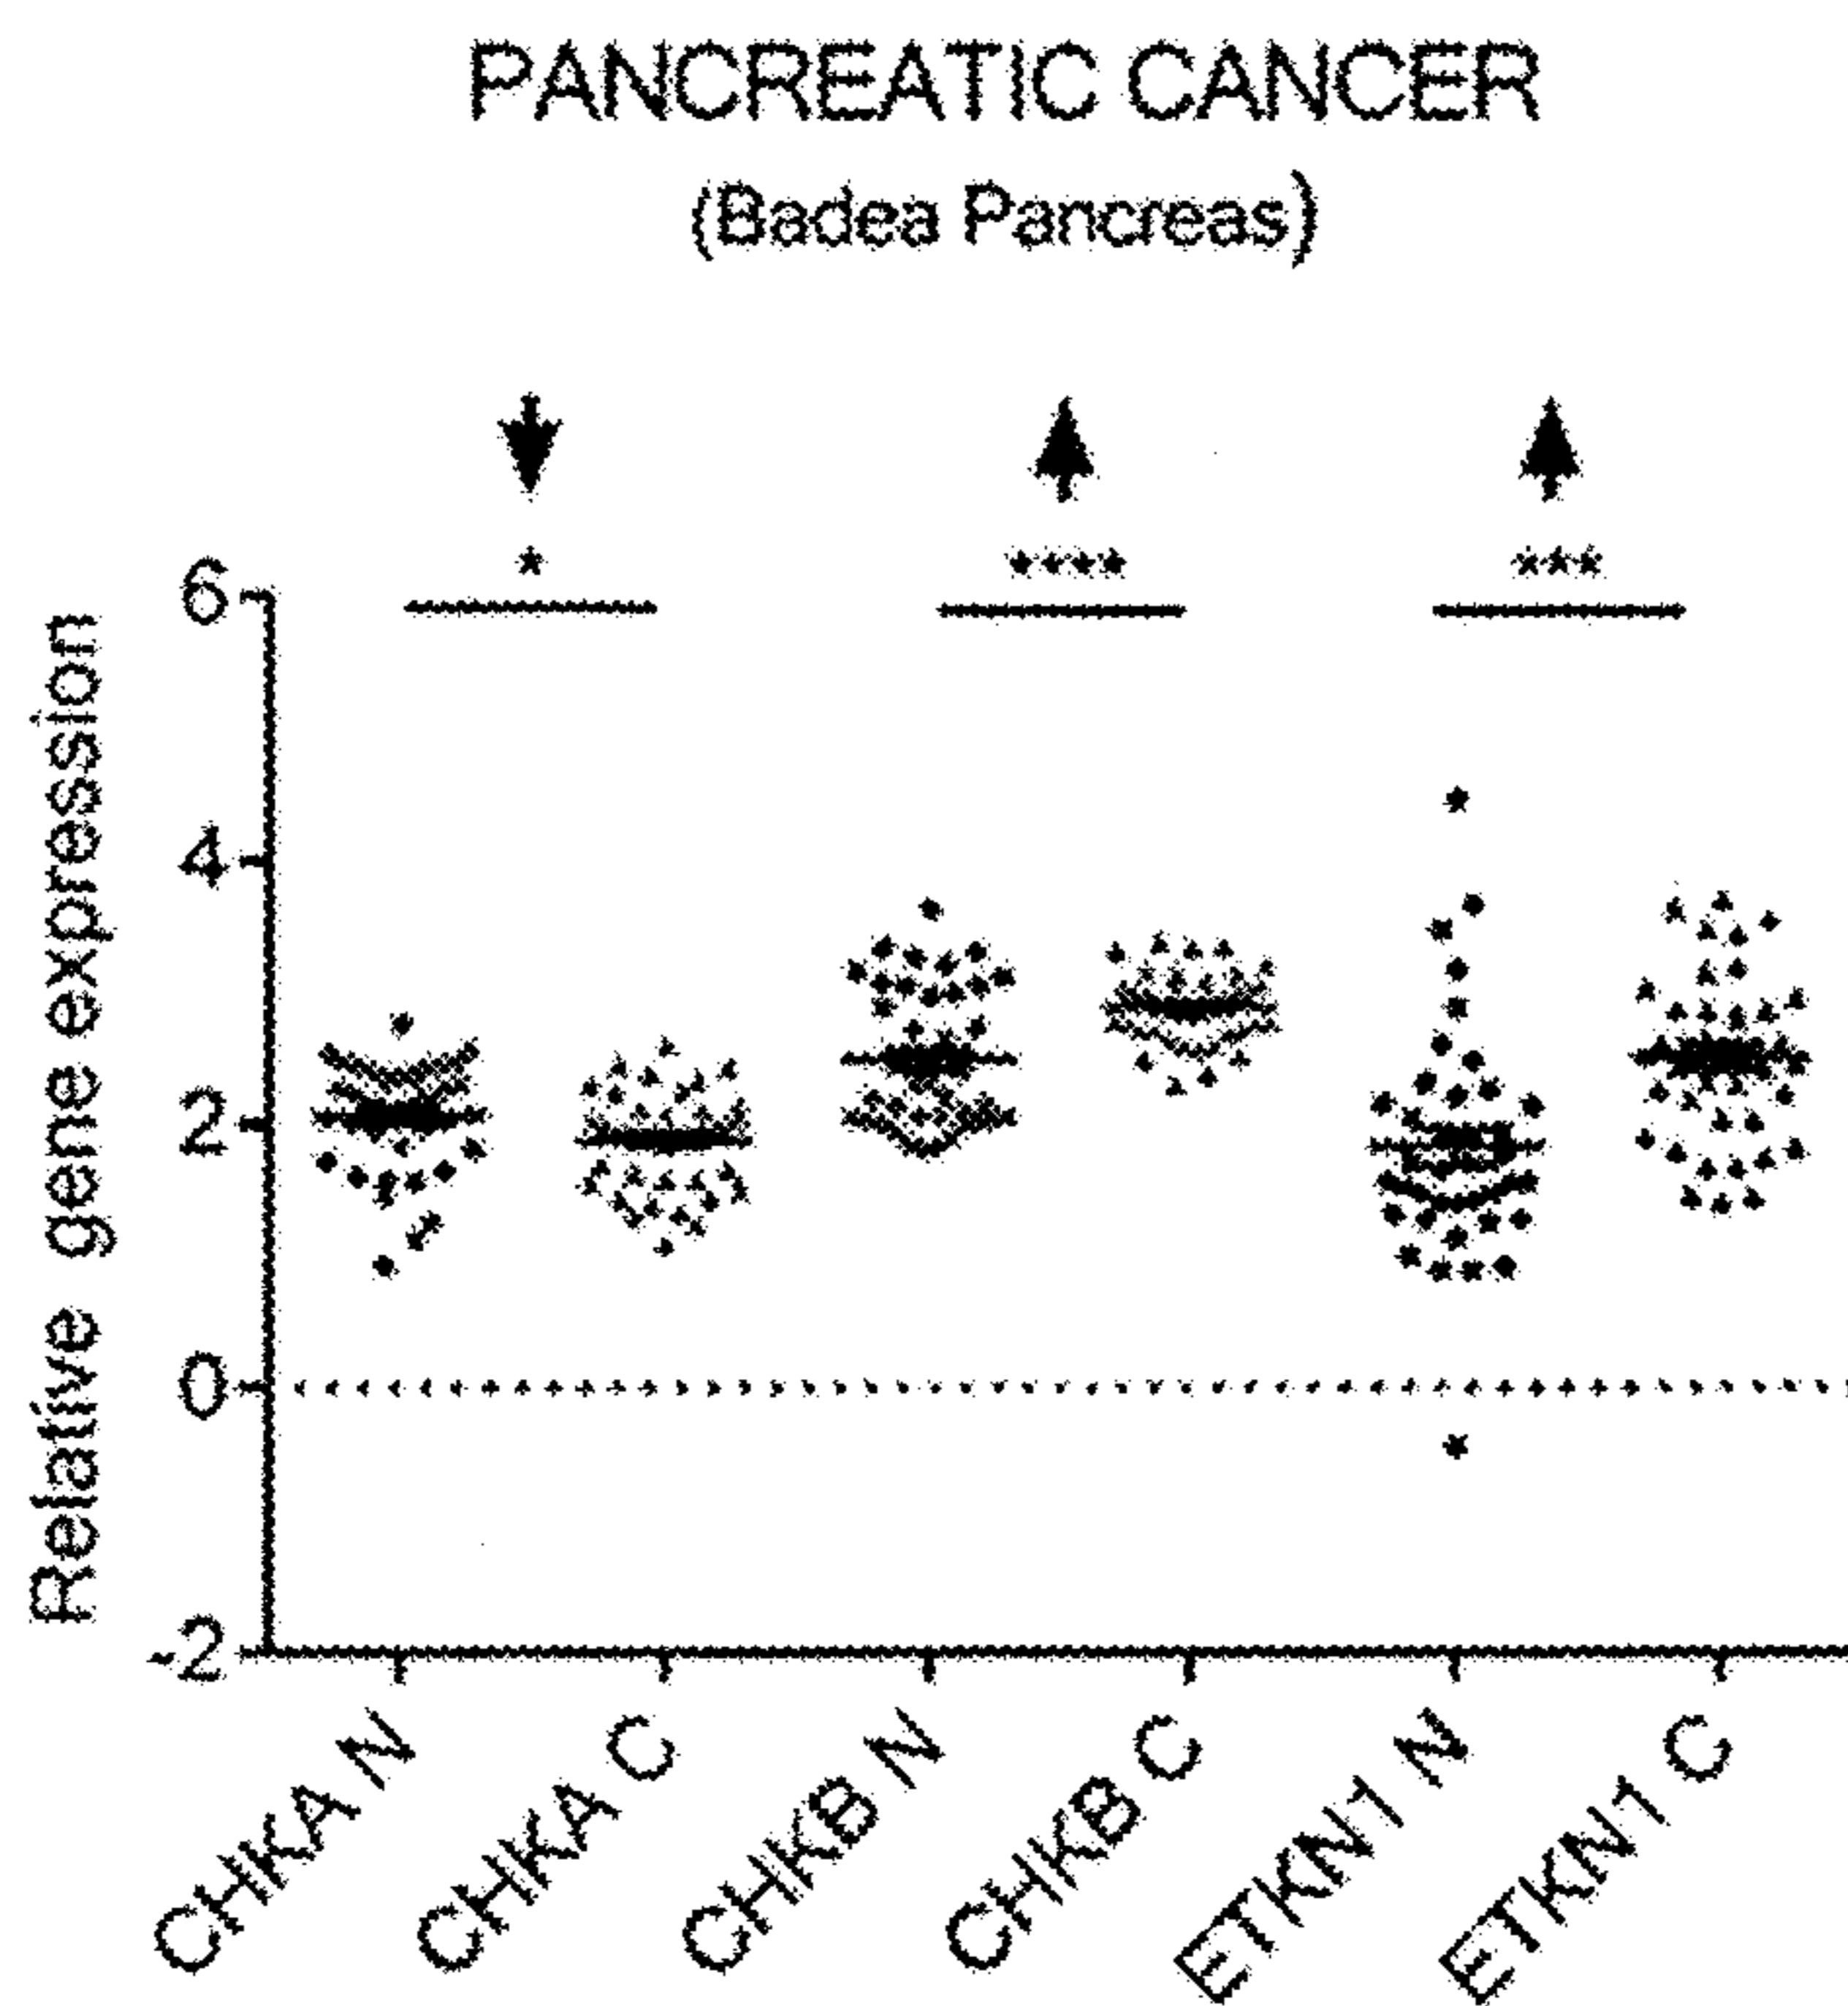 PANCREATIC CANCER
(Badea Pancreas)
*
****
***
Relative gene expression
6
4
2
0
-2
CHKA N
CHKA C
CHKB N
CHKB C
ETKN1 N
ETKN1 C